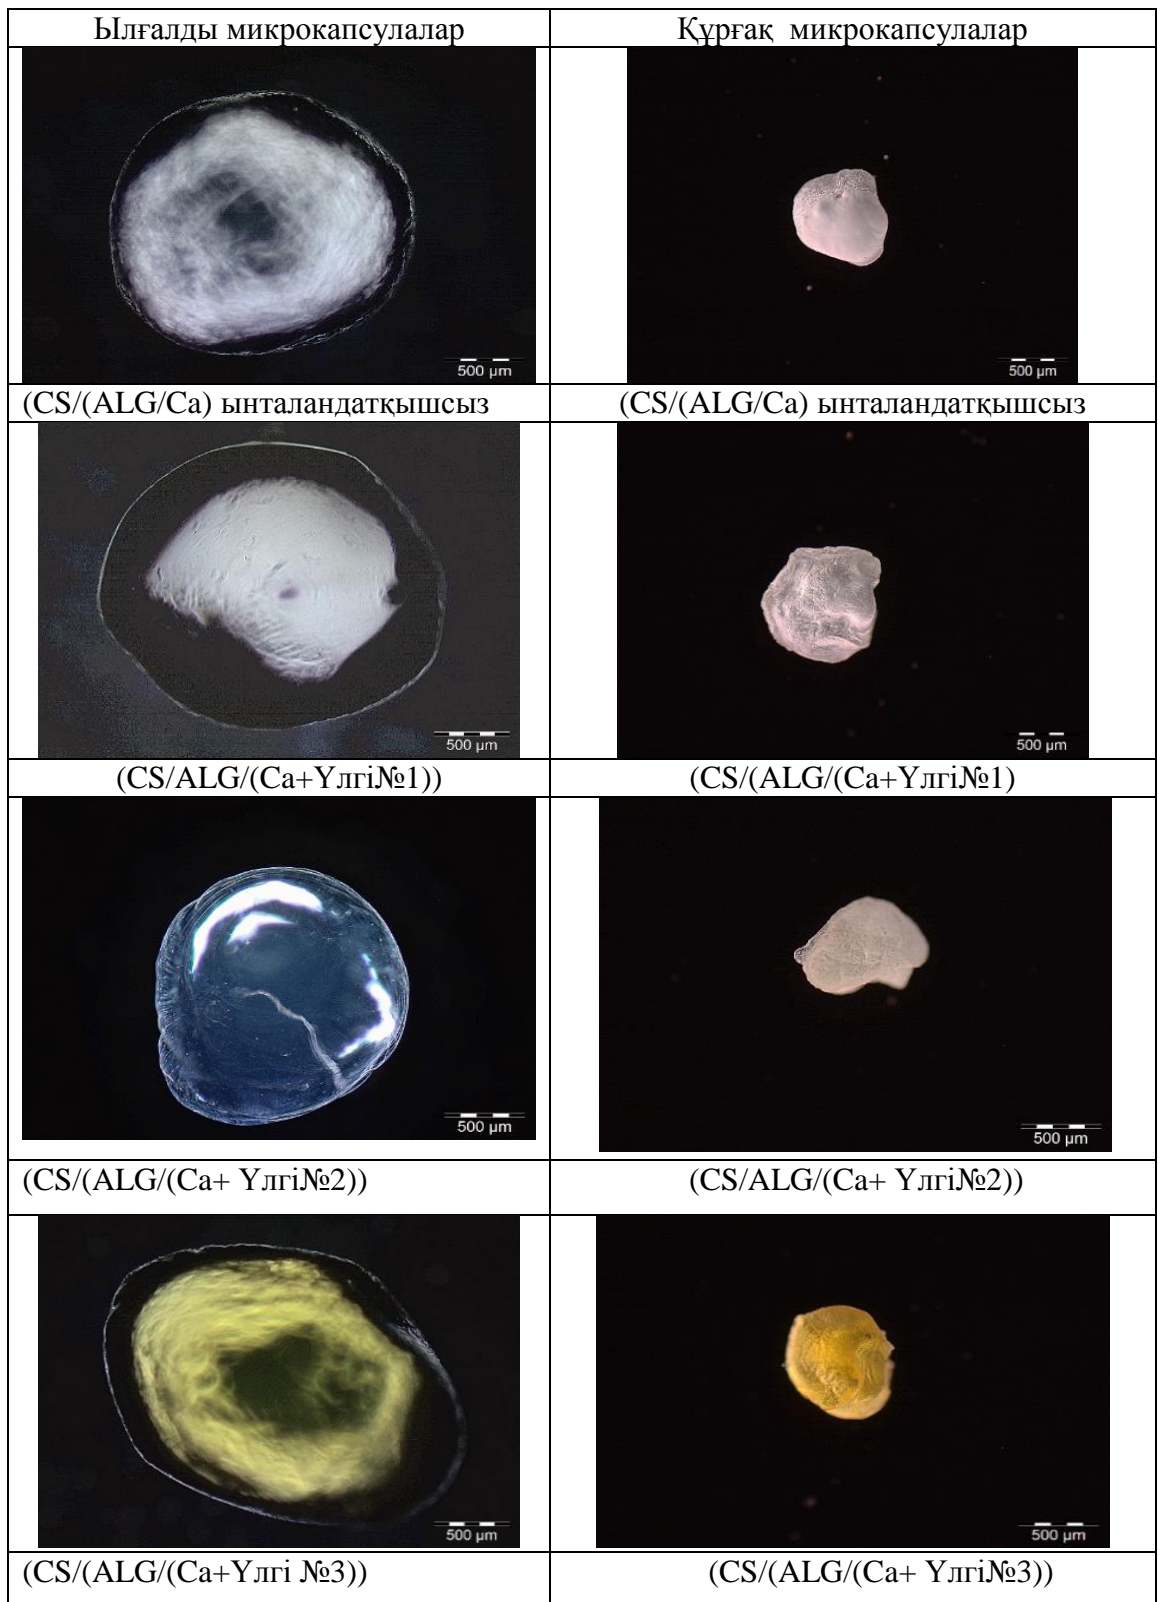 Ылғалды микрокапсулалар
Құрғақ микрокапсулалар
500 µm
500 µm
(CS/(ALG/Ca) ынталандатқышсыз
(CS/(ALG/Ca) ынталандатқышсыз
500 µm
500 µm
(CS/ALG/(Ca+Үлгі№1))
(CS/(ALG/(Ca+Үлгі№1)
500 µm
500 µm
(CS/(ALG/(Ca+ Үлгі№2))
(CS/ALG/(Ca+ Үлгі№2))
500 µm
500 µm
(CS/(ALG/(Ca+Үлгі №3))
(CS/(ALG/(Ca+ Үлгі№3))